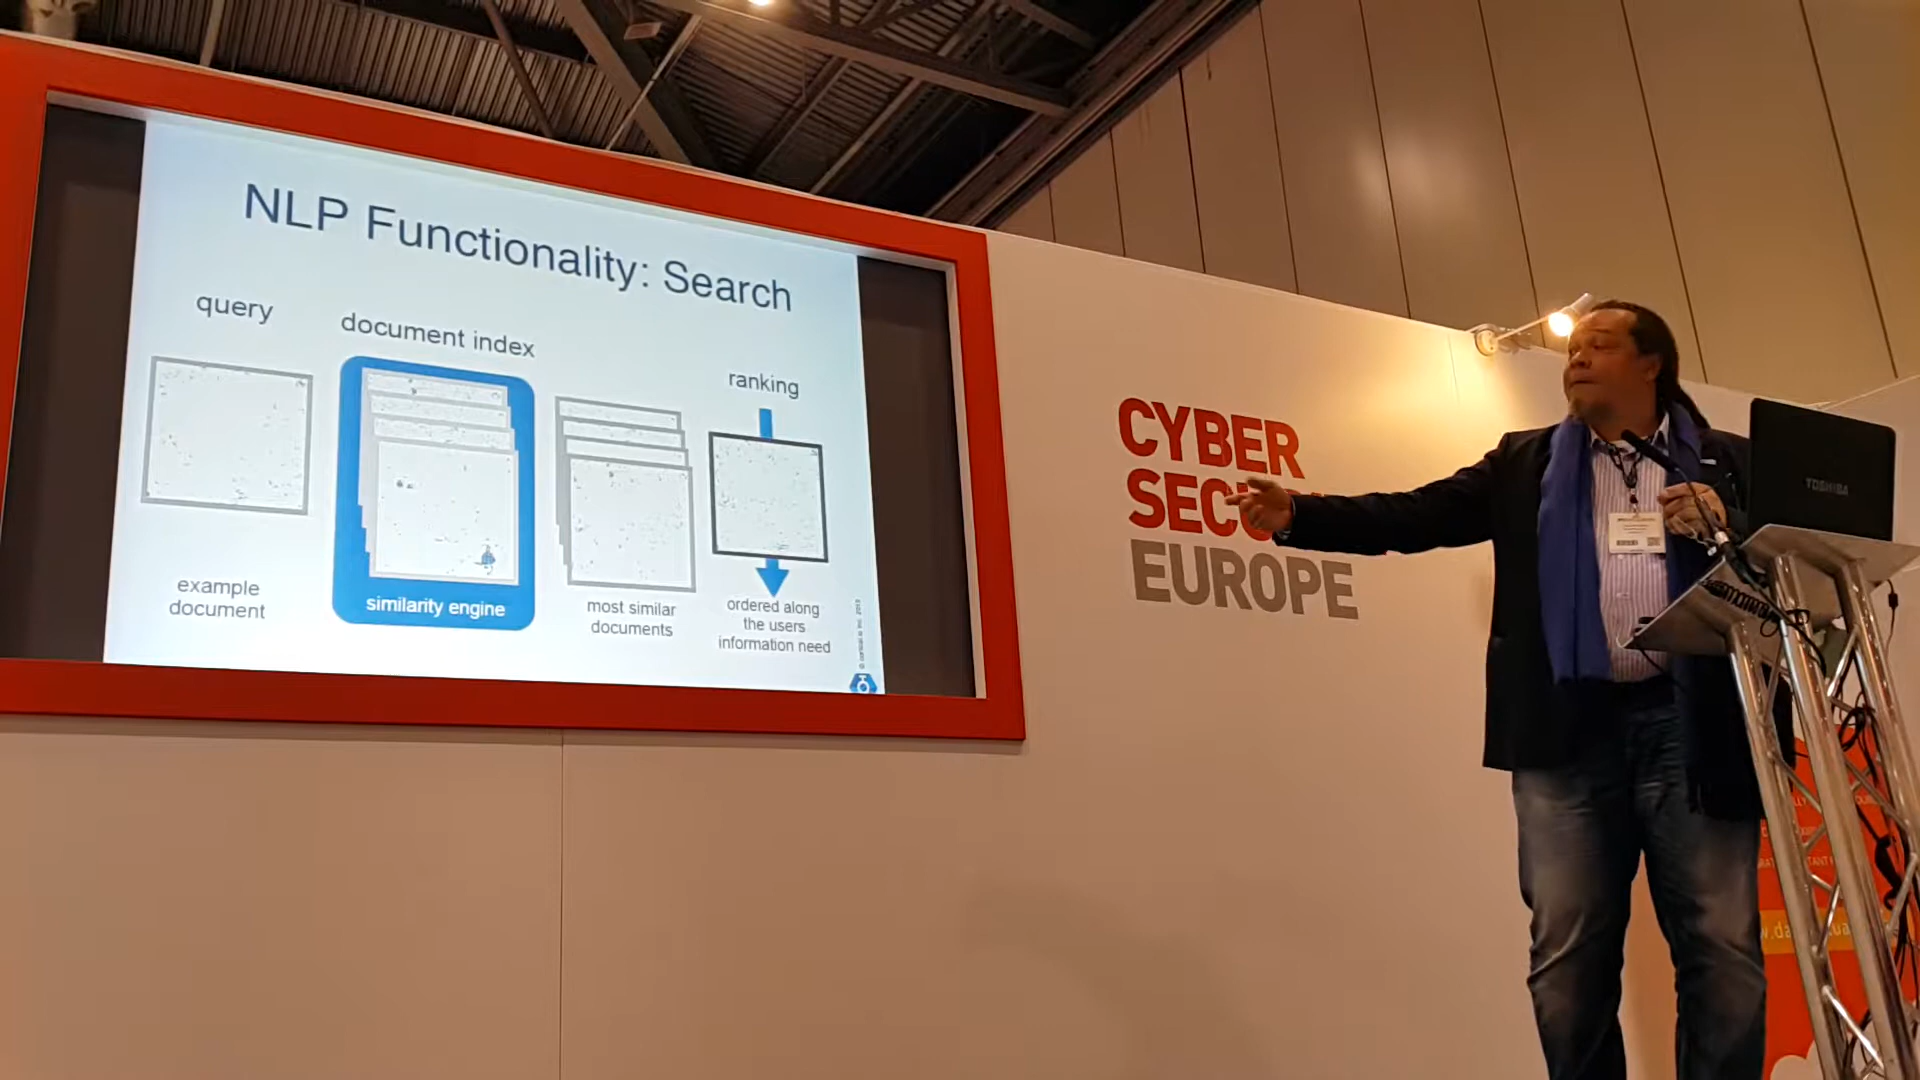 NLP Functionality: Search
query
document index
ranking
example
document
similarity engine
most similar
documents
ordered along
the users
information need
CYBER
EUROPE
TOSHIBA